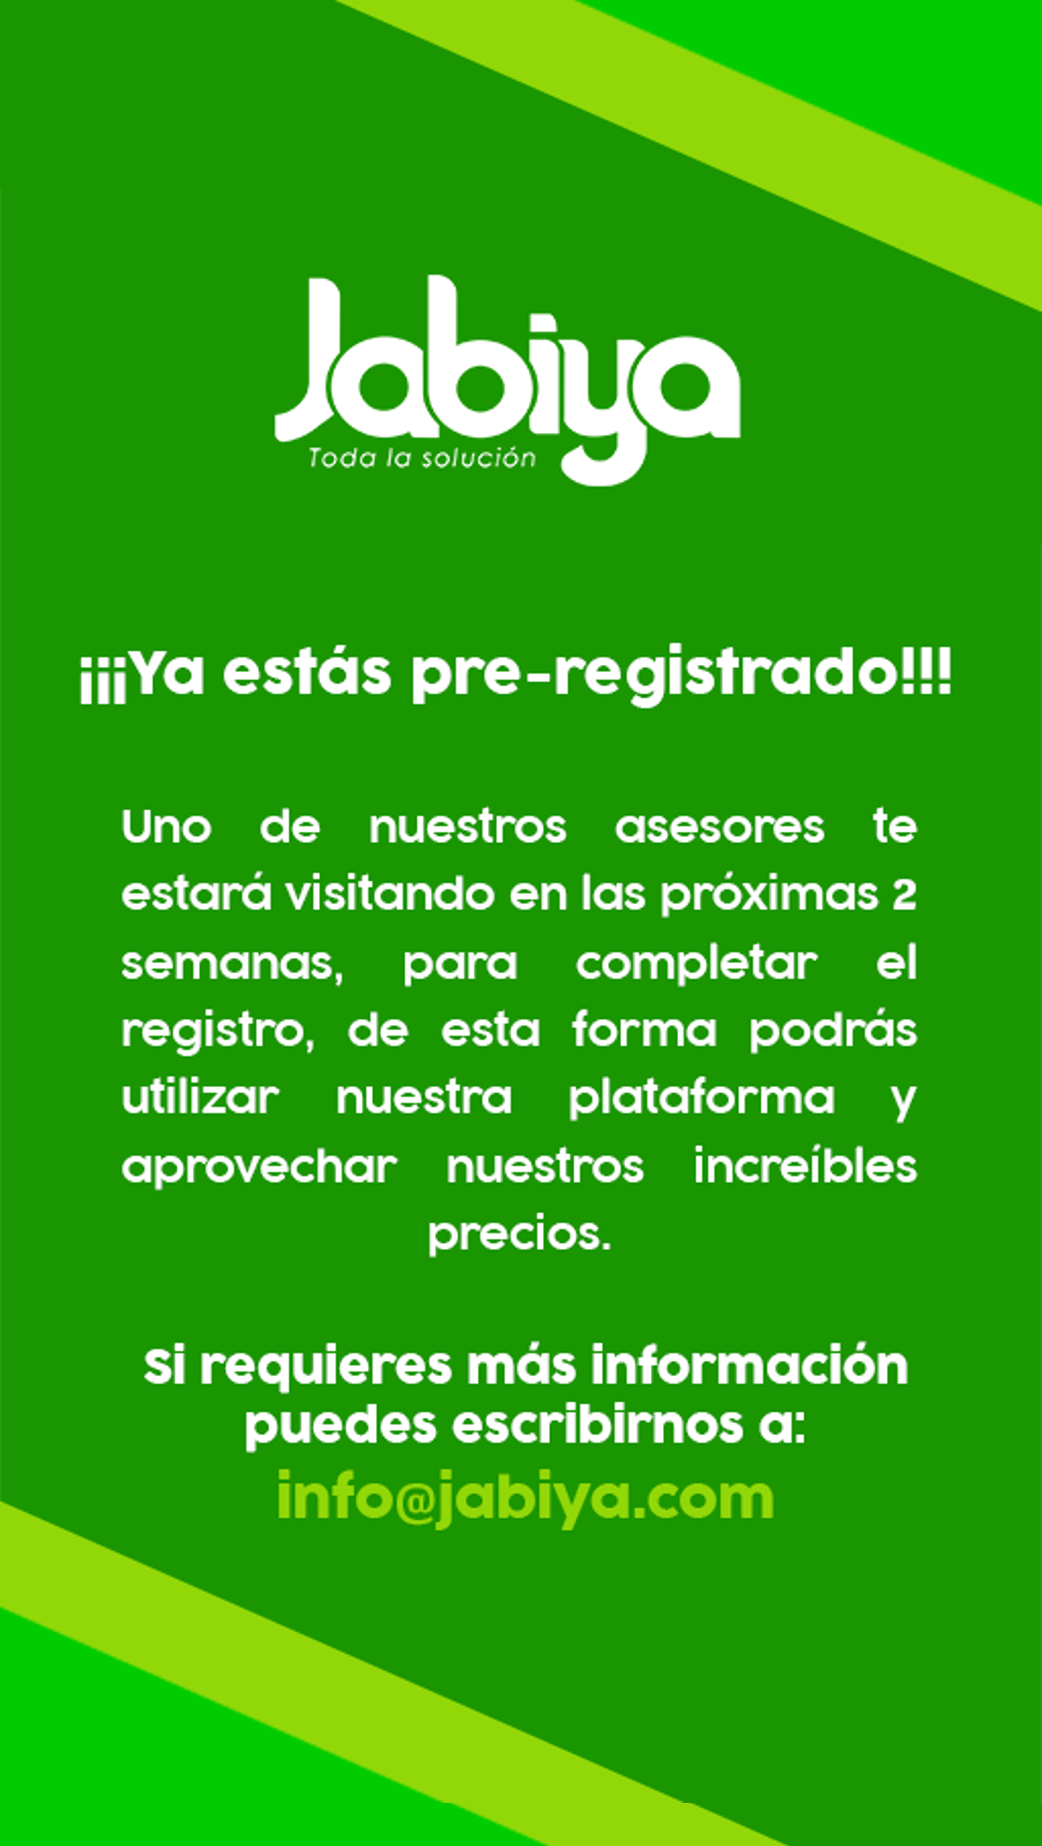 Jabiya
Toda la solución
¡¡¡Ya estás pre-registrado!!!
Uno de nuestros asesores te
estará visitando en las próximas 2
semanas, para completar el
registro, de esta forma podrás
utilizar nuestra plataforma y
aprovechar nuestros increíbles
precios.
Si requieres más información
puedes escribirnos a:
info@jabiya.com